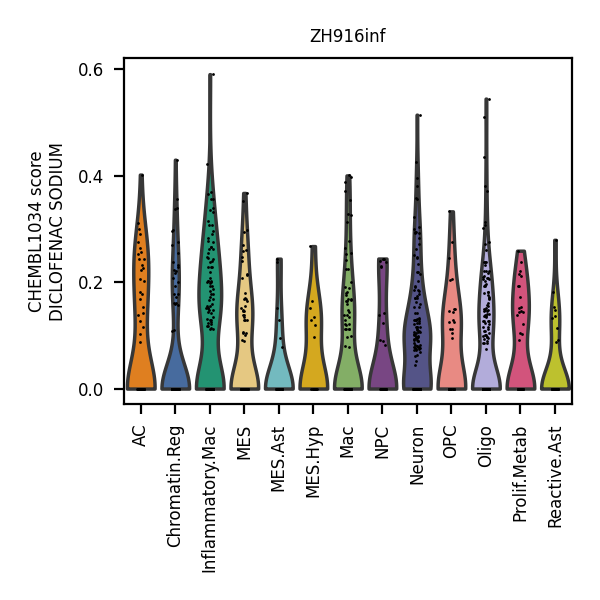 ZH916inf
CHEMBL1034 score
DICLOFENAC SODIUM
0.6
0.4
0.2
0.0
AC
Chromatin.Reg
Inflammatory.Mac
MES
MES.Ast
MES.Hyp
Mac
NPC
Neuron
OPC
Oligo
Prolif.Metab
Reactive.Ast